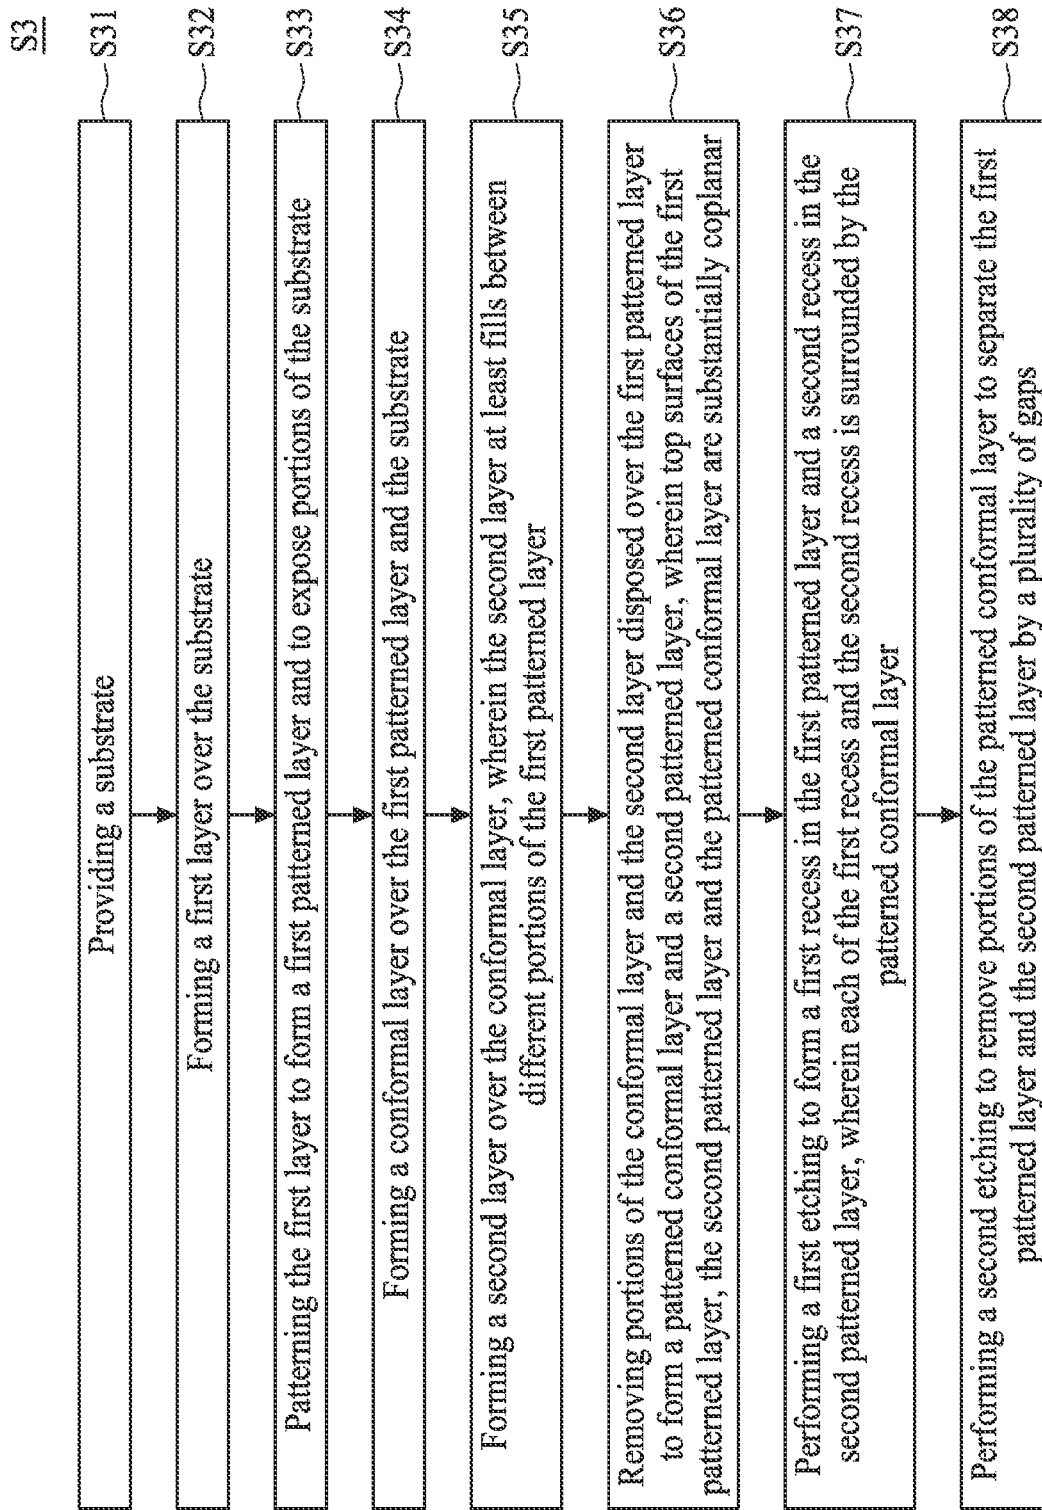 S3
Providing a substrate
S31
Forming a first layer over the substrate
S32
Patterning the first layer to form a first patterned layer and to expose portions of the substrate
S33
Forming a conformal layer over the first patterned layer and the substrate
S34
Forming a second layer over the conformal layer, wherein the second layer at least fills between
different portions of the first patterned layer
S35
Removing portions of the conformal layer and the second layer disposed over the first patterned layer
to form a patterned conformal layer and a second patterned layer, wherein top surfaces of the first
patterned layer, the second patterned layer and the patterned conformal layer are substantially coplanar
S36
Performing a first etching to form a first recess in the first patterned layer and a second recess in the
second patterned layer, wherein each of the first recess and the second recess is surrounded by the
patterned conformal layer
S37
Performing a second etching to remove portions of the patterned conformal layer to separate the first
patterned layer and the second patterned layer by a plurality of gaps
S38